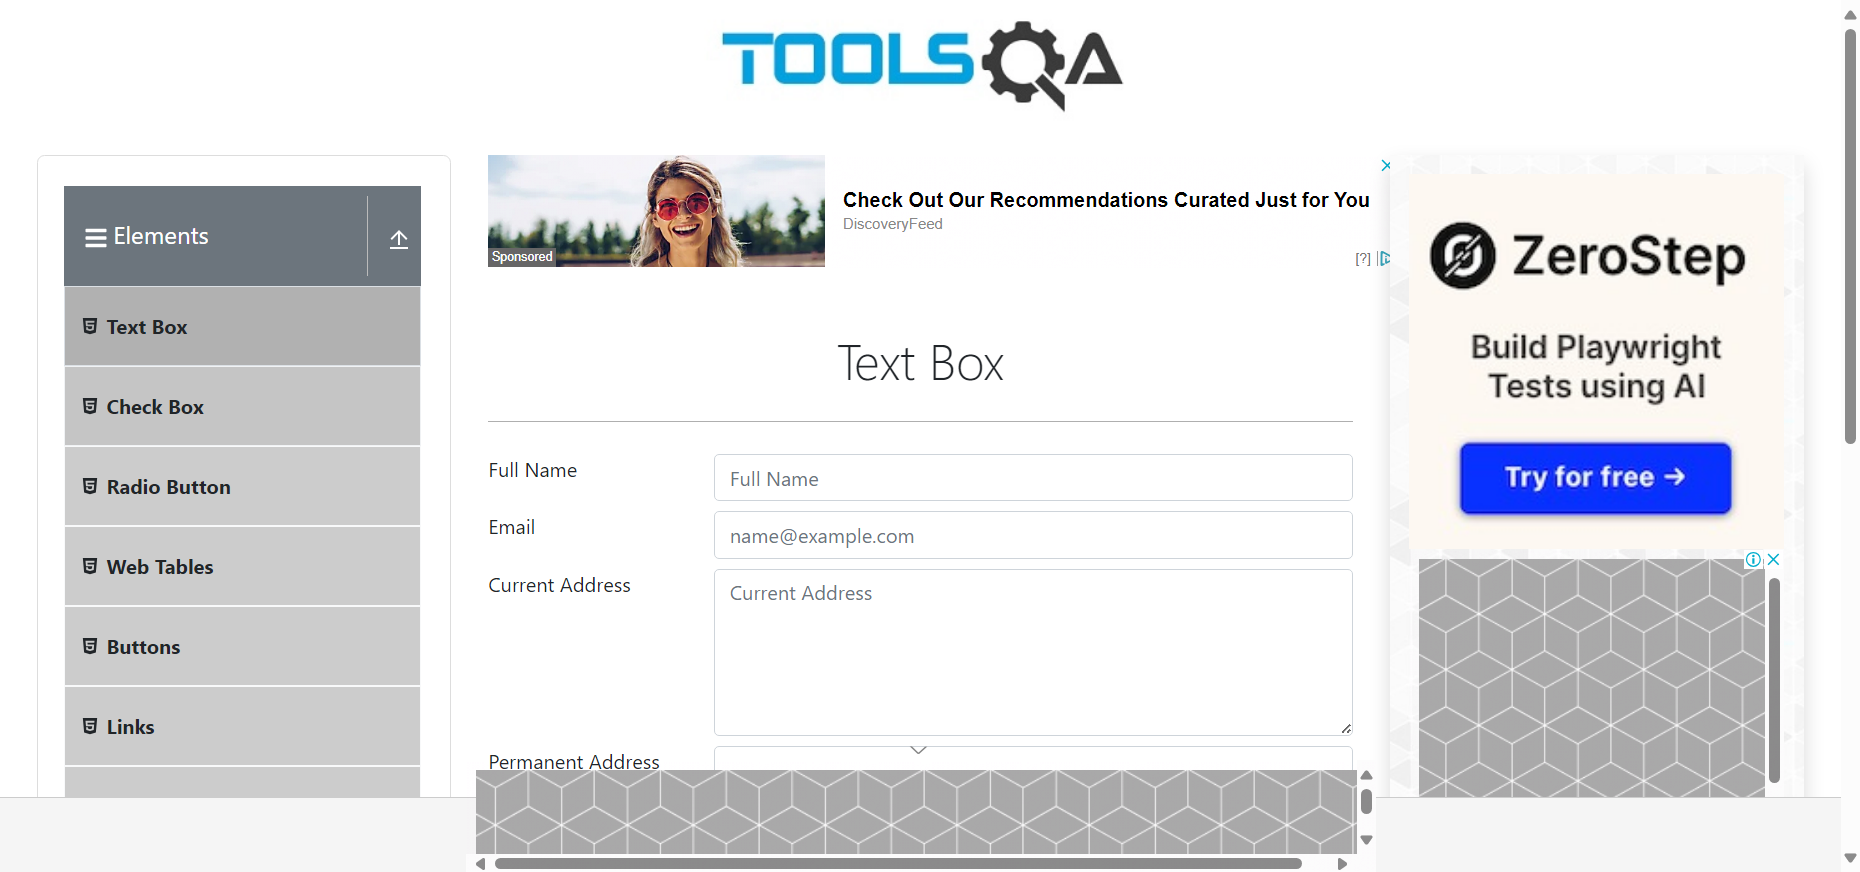 TOOLSQA
Elements
Text Box
Check Box
Radio Button
Web Tables
Buttons
Links
Sponsored
Check Out Our Recommendations Curated Just for You
DiscoveryFeed
[?]
Text Box
Full Name
Full Name
Email
name@example.com
Current Address
Current Address
Permanent Address
ZeroStep
Build Playwright
Tests using AI
Try for free →